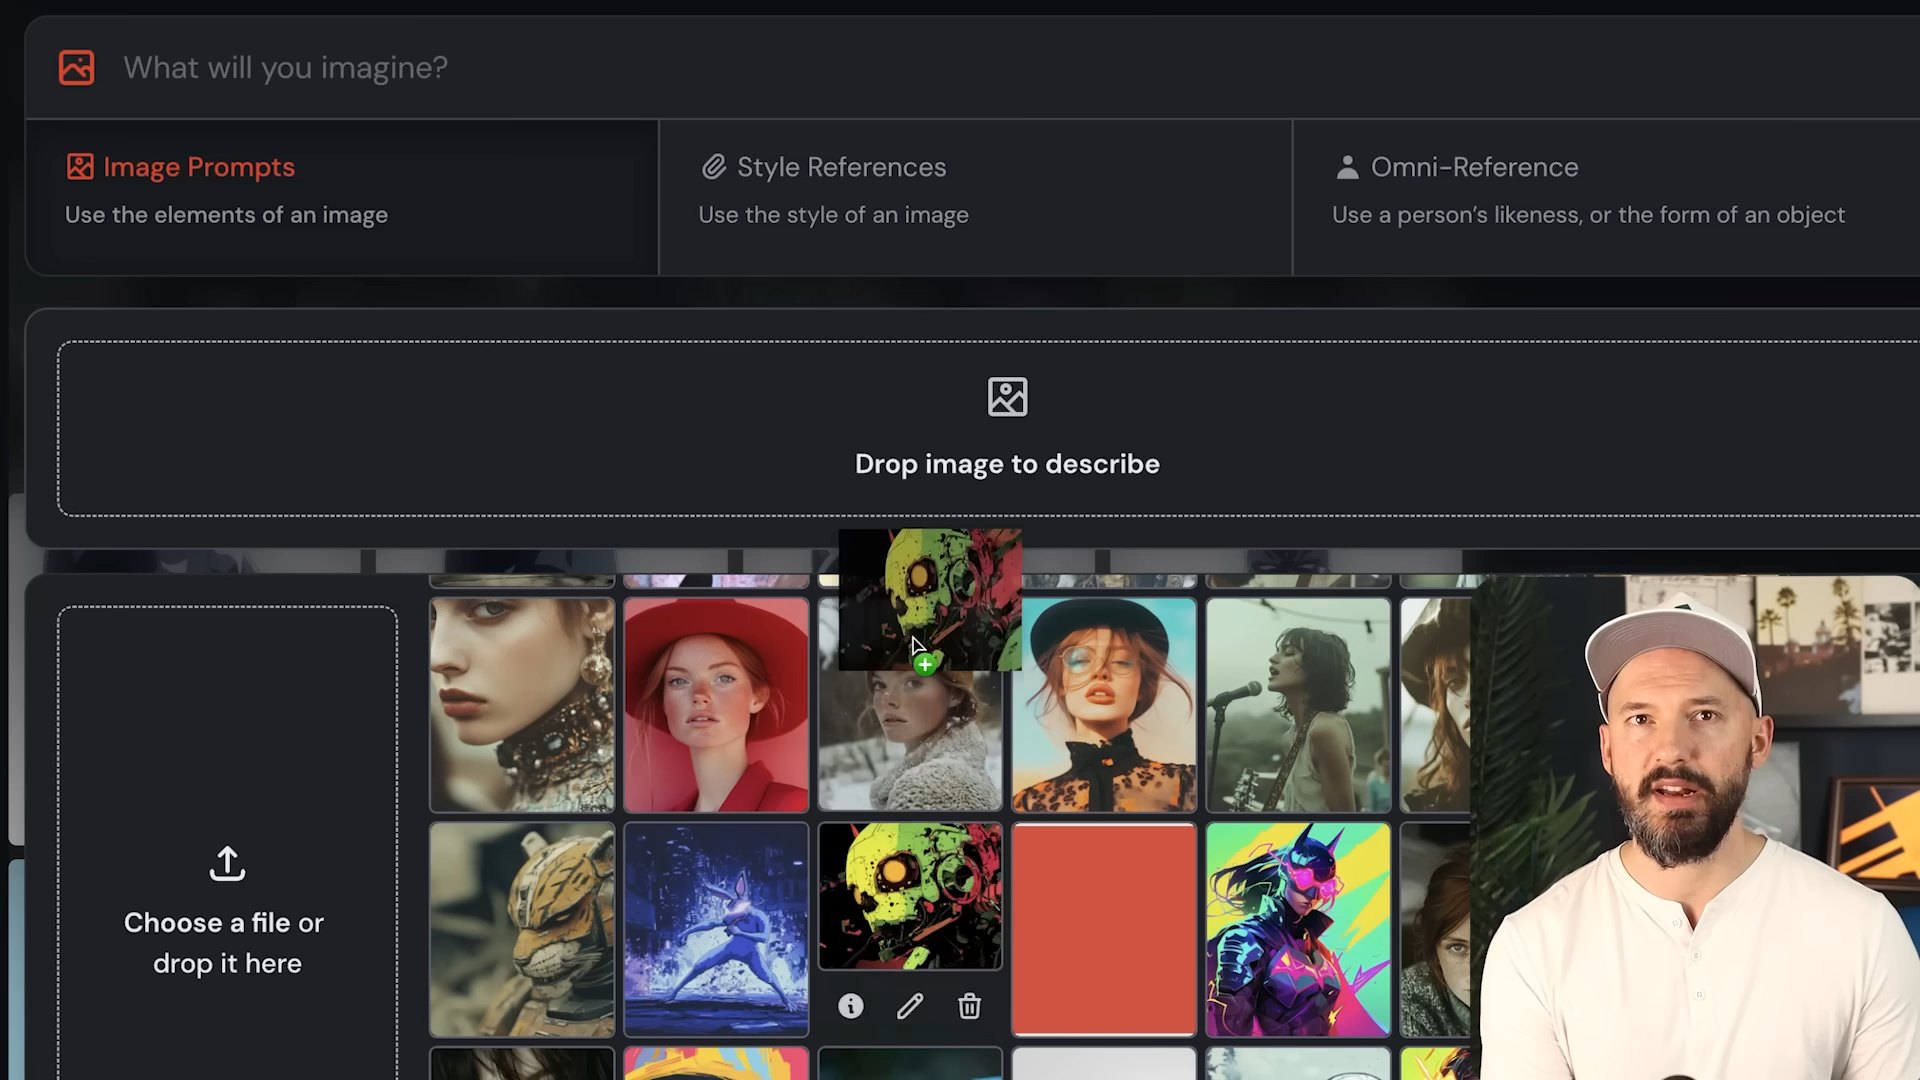 What will you imagine?
Image Prompts
Use the elements of an image
Style References
Use the style of an image
Omni-Reference
Use a person's likeness, or the form of an object
Drop image to describe
Choose a file or
drop it here